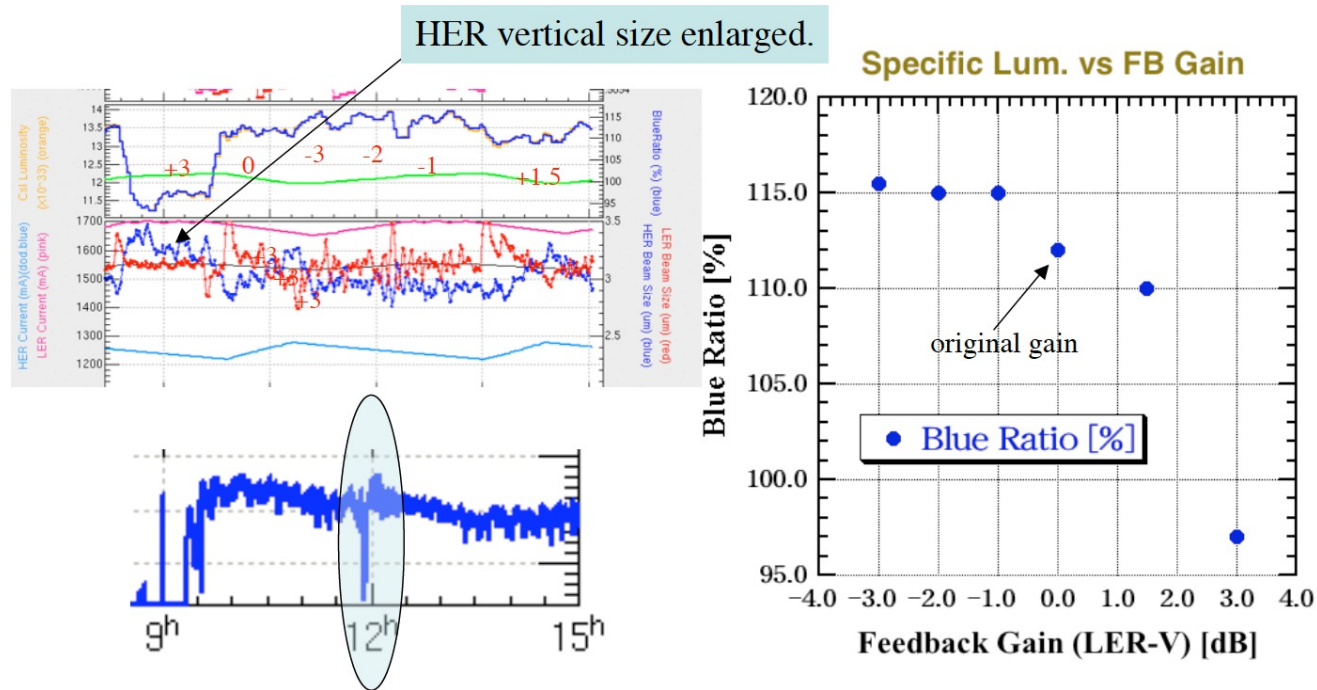 HER vertical size enlarged.
CsI Luminosity
(x10^33) (orange)
14
13.5
13
12.5
12
11.5
+3
0
-3
-2
-1
+1.5
115
110
105
100
95
BlueRatio (%) (blue)
HER Current (mA)(dod.blue)
LER Current (mA) (pink)
1700
1600
1500
1400
1300
1200
+3
+3
3.5
3
2.5
HER Beam Size (um) (blue)
LER Beam Size (um) (red)
9h
12h
15h
Specific Lum. vs FB Gain
Blue Ratio [%]
120.0
115.0
110.0
105.0
100.0
95.0
original gain
Blue Ratio [%]
−4.0 −3.0 −2.0 −1.0 0.0 1.0 2.0 3.0 4.0
Feedback Gain (LER-V) [dB]